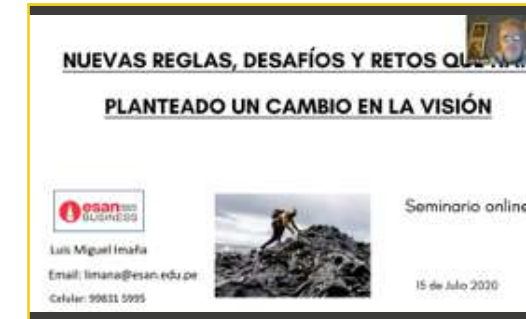 NUEVAS REGLAS, DESAFÍOS Y RETOS
PLANTEADO UN CAMBIO EN LA VISIÓN
esan
BUSINESS
Seminario online
Luis Miguel Imaña
Email: limana@esan.edu.pe
15 de Julio 2020
Celular: 99831 5995